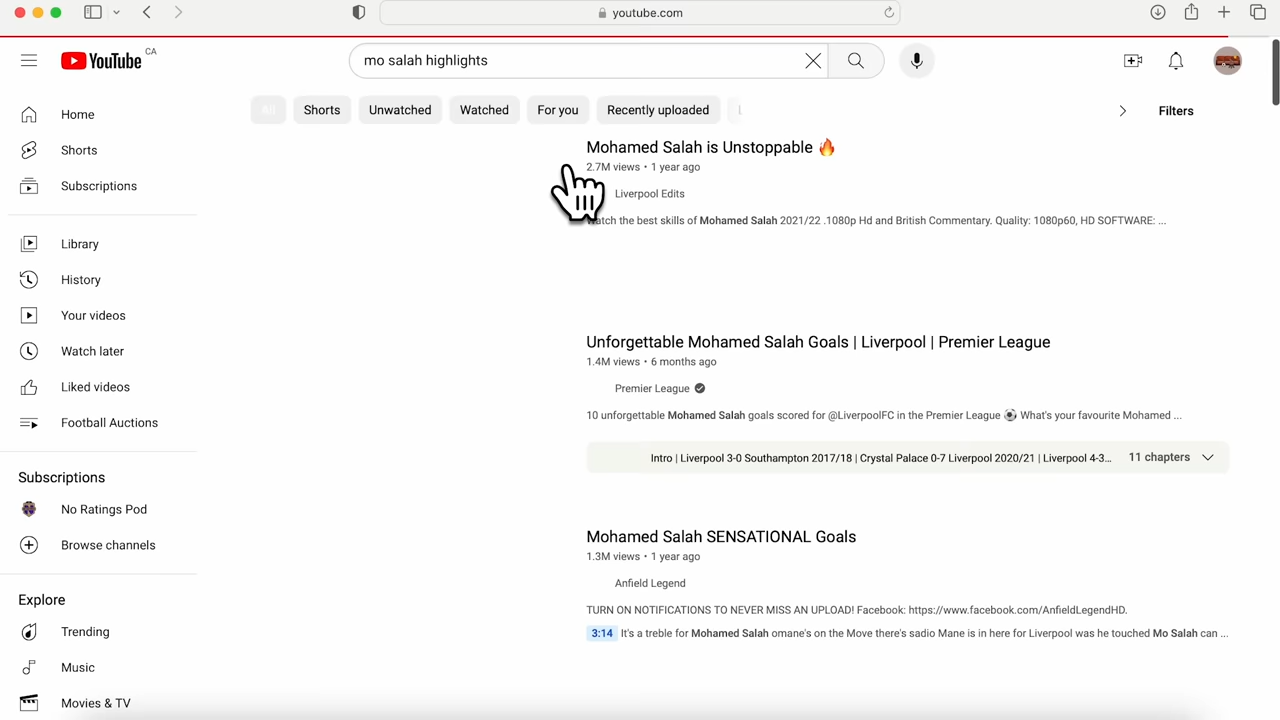 youtube.com
YouTube CA
mo salah highlights
All
Shorts
Unwatched
Watched
For you
Recently uploaded
Filters
Home
Shorts
Subscriptions
Library
History
Your videos
Watch later
Liked videos
Football Auctions
Subscriptions
No Ratings Pod
Browse channels
Explore
Trending
Music
Movies & TV
Mohamed Salah is Unstoppable 🔥
2.7M views • 1 year ago
Liverpool Edits
Watch the best skills of Mohamed Salah 2021/22 .1080p Hd and British Commentary. Quality: 1080p60, HD SOFTWARE: ...
Unforgettable Mohamed Salah Goals | Liverpool | Premier League
1.4M views • 6 months ago
Premier League
10 unforgettable Mohamed Salah goals scored for @LiverpoolFC in the Premier League ⚽ What's your favourite Mohamed ...
Intro | Liverpool 3-0 Southampton 2017/18 | Crystal Palace 0-7 Liverpool 2020/21 | Liverpool 4-3... 11 chapters
Mohamed Salah SENSATIONAL Goals
1.3M views • 1 year ago
Anfield Legend
TURN ON NOTIFICATIONS TO NEVER MISS AN UPLOAD! Facebook: https://www.facebook.com/AnfieldLegendHD.
3:14 It's a treble for Mohamed Salah omane's on the Move there's sadio Mane is in here for Liverpool was he touched Mo Salah can ...